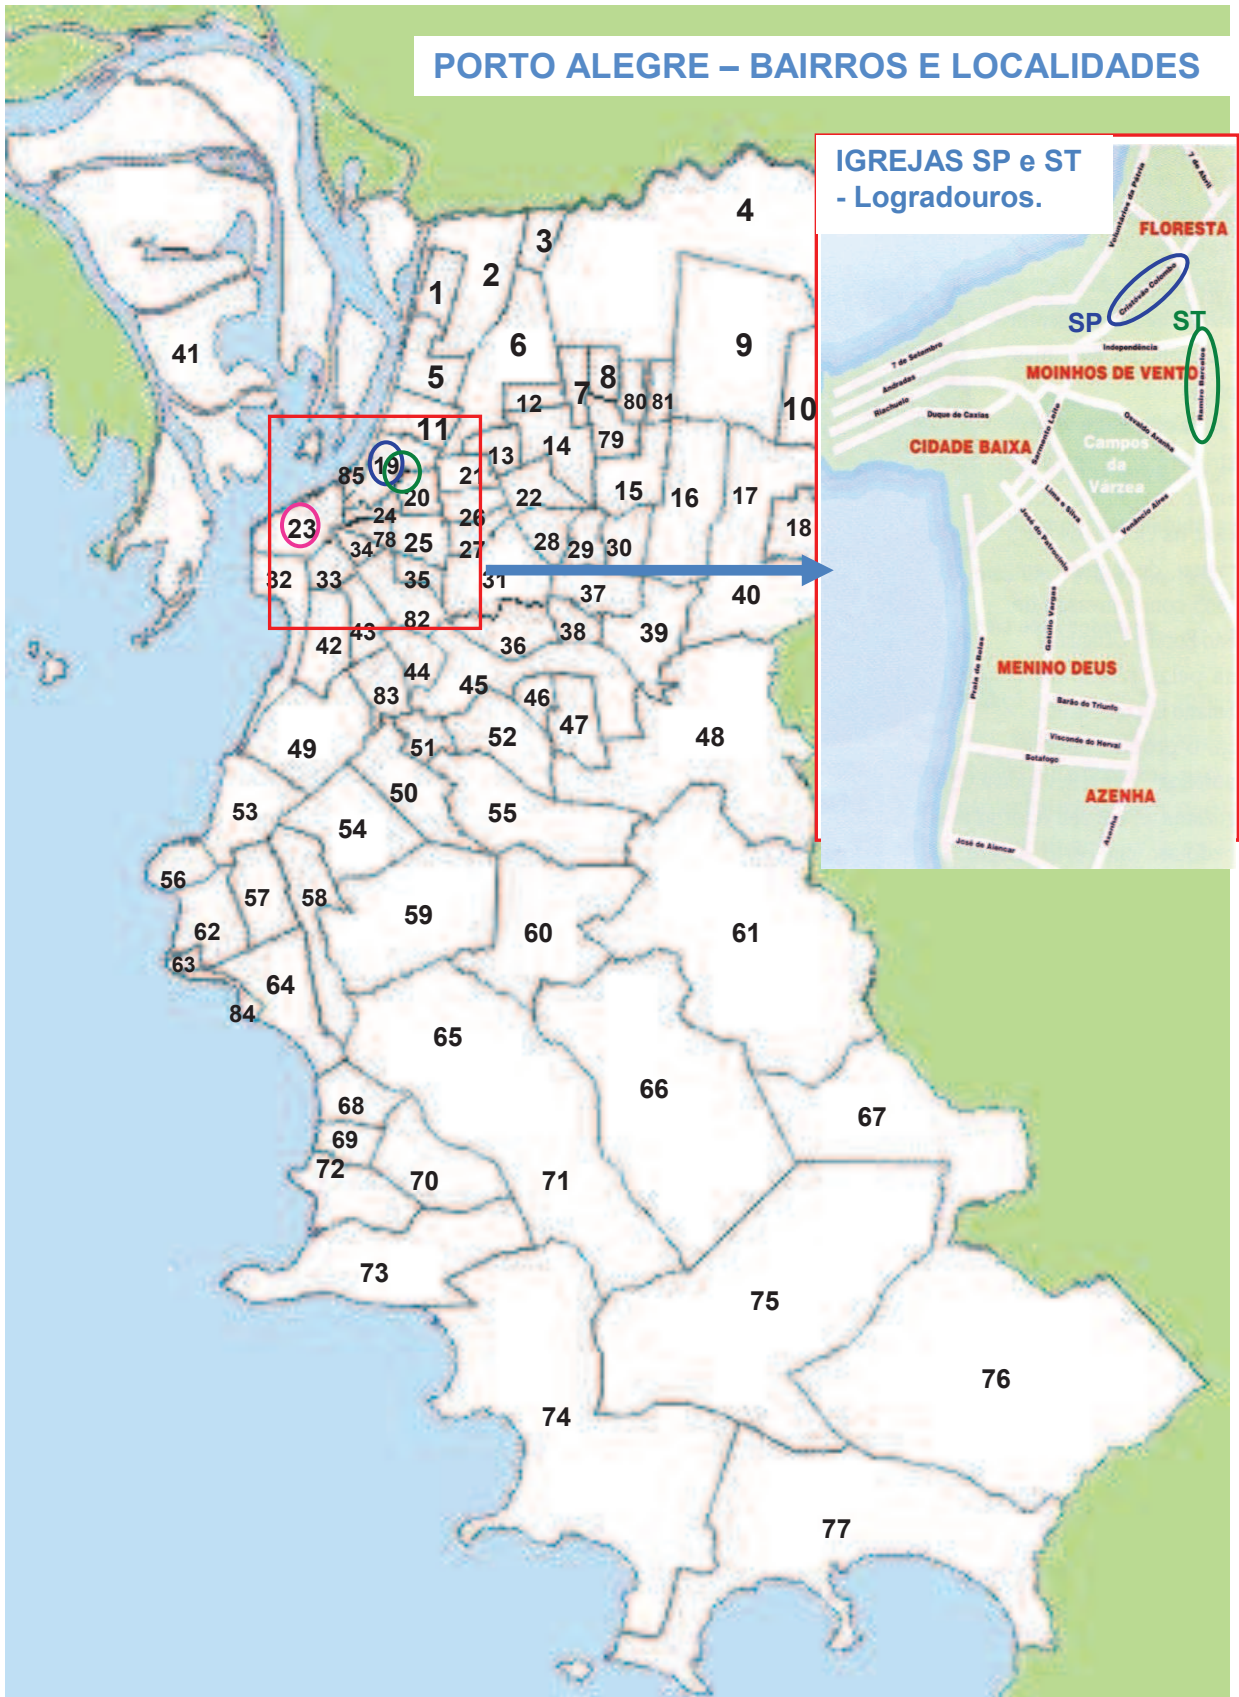 PORTO ALEGRE – BAIRROS E LOCALIDADES
IGREJAS SP e ST
- Logradouros.
Voluntários da Pátria
7 de Abril
FLORESTA
Cristóvão Colombo
SP
ST
Independência
7 de Setembro
Andradas
Riachuelo
Duque de Caxias
MOINHOS DE VENTO
Ramiro Barcelos
Sarmento Leite
Osvaldo Aranha
CIDADE BAIXA
Campos
da
Várzea
Lima e Silva
José do Patrocínio
Venâncio Aires
Getúlio Vargas
Praia de Belas
MENINO DEUS
Barão do Triunfo
Visconde do Herval
Botafogo
AZENHA
Azenha
José de Alencar
4
3
2
1
41
6
9
5
8
7
12
80
81
10
11
13
14
79
19
85
21
20
22
15
16
17
23
24
26
18
78
34
25
27
28
29
30
32
33
35
31
37
40
82
43
42
36
38
39
44
83
45
46
47
48
49
51
52
50
53
54
55
56
57
58
59
60
61
62
63
64
84
65
66
67
68
69
72
70
71
73
75
74
76
77